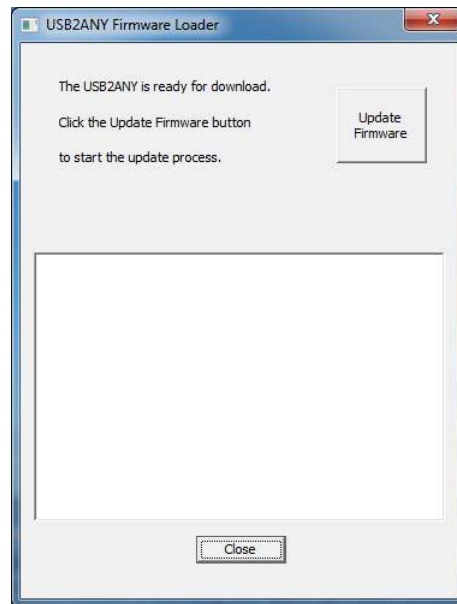 USB2ANY Firmware Loader
The USB2ANY is ready for download.
Click the Update Firmware button
to start the update process.
Update
Firmware
Close